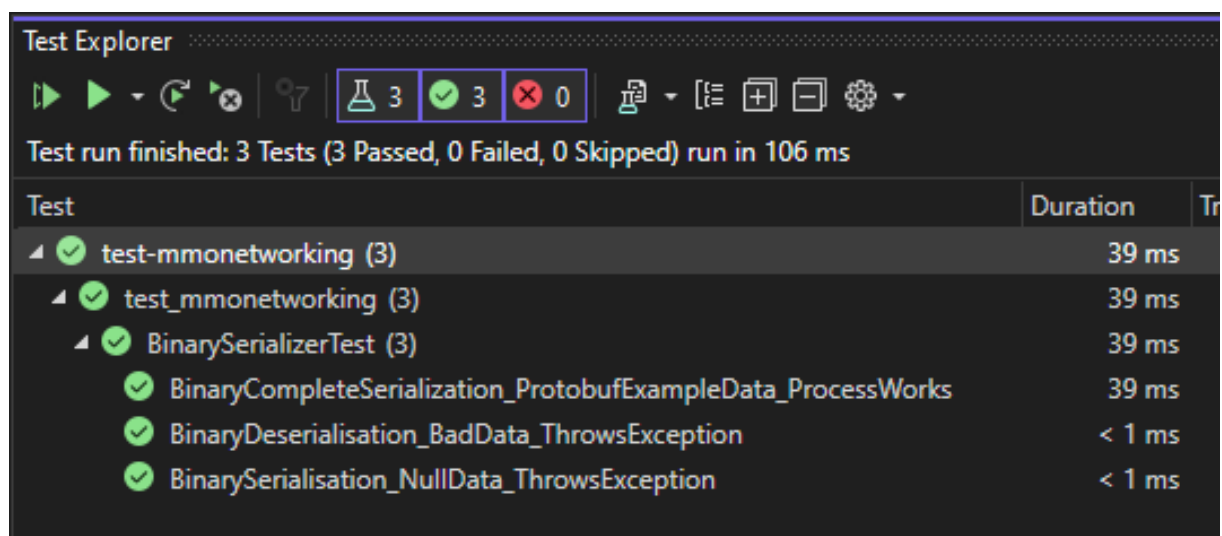 Test Explorer
3 3 0
Test run finished: 3 Tests (3 Passed, 0 Failed, 0 Skipped) run in 106 ms
Test Duration Tr
test-mmonetworking (3) 39 ms
test_mmonetworking (3) 39 ms
BinarySerializerTest (3) 39 ms
BinaryCompleteSerialization_ProtobufExampleData_ProcessWorks 39 ms
BinaryDeserialisation_BadData_ThrowsException < 1 ms
BinarySerialisation_NullData_ThrowsException < 1 ms